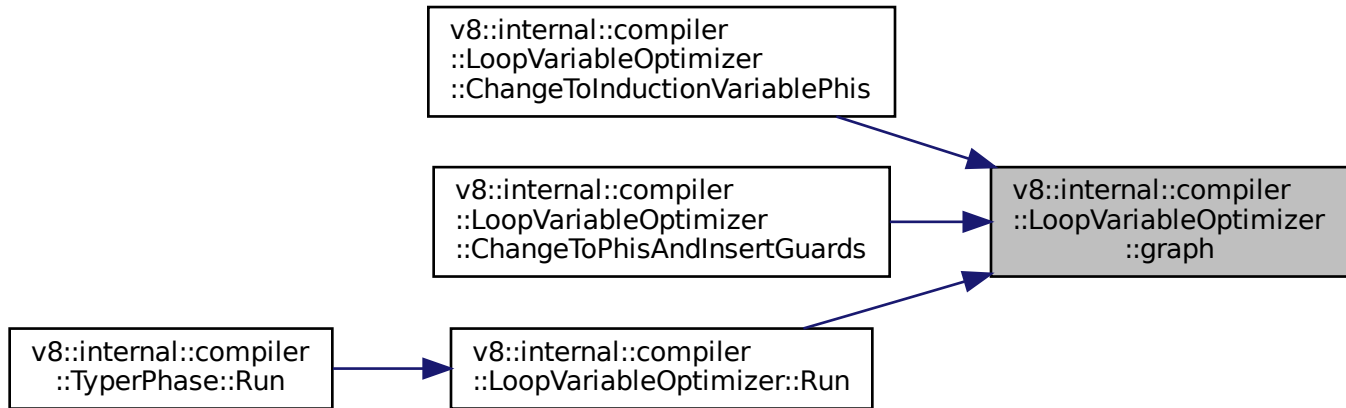 v8::internal::compiler
::LoopVariableOptimizer
::ChangeToInductionVariablePhis
v8::internal::compiler
::LoopVariableOptimizer
::ChangeToPhisAndInsertGuards
v8::internal::compiler
::LoopVariableOptimizer
::graph
v8::internal::compiler
::TyperPhase::Run
v8::internal::compiler
::LoopVariableOptimizer::Run